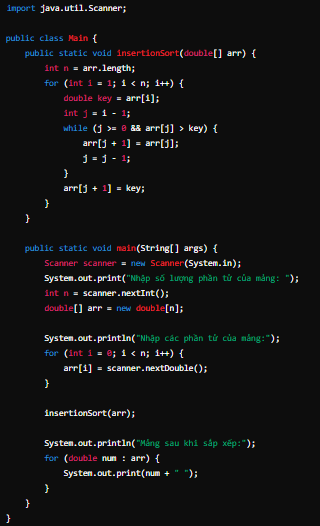 import java.util.Scanner;
public class Main {
public static void insertionSort(double[] arr) {
int n = arr.length;
for (int i = 1; i < n; i++) {
double key = arr[i];
int j = i - 1;
while (j >= 0 && arr[j] > key) {
arr[j + 1] = arr[j];
j = j - 1;
}
arr[j + 1] = key;
}
}
public static void main(String[] args) {
Scanner scanner = new Scanner(System.in);
System.out.print("Nhập số lượng phần tử của mảng: ");
int n = scanner.nextInt();
double[] arr = new double[n];
System.out.println("Nhập các phần tử của mảng:");
for (int i = 0; i < n; i++) {
arr[i] = scanner.nextDouble();
}
insertionSort(arr);
System.out.println("Mảng sau khi sắp xếp:");
for (double num : arr) {
System.out.print(num + " ");
}
}
}